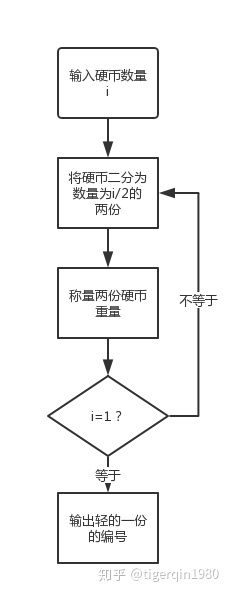 输入硬币数量
i
将硬币二分为
数量为i/2的
两份
不等于
称量两份硬币
重量
i=1？
等于
输出轻的一份
的编号
知乎 @tigerqin1980